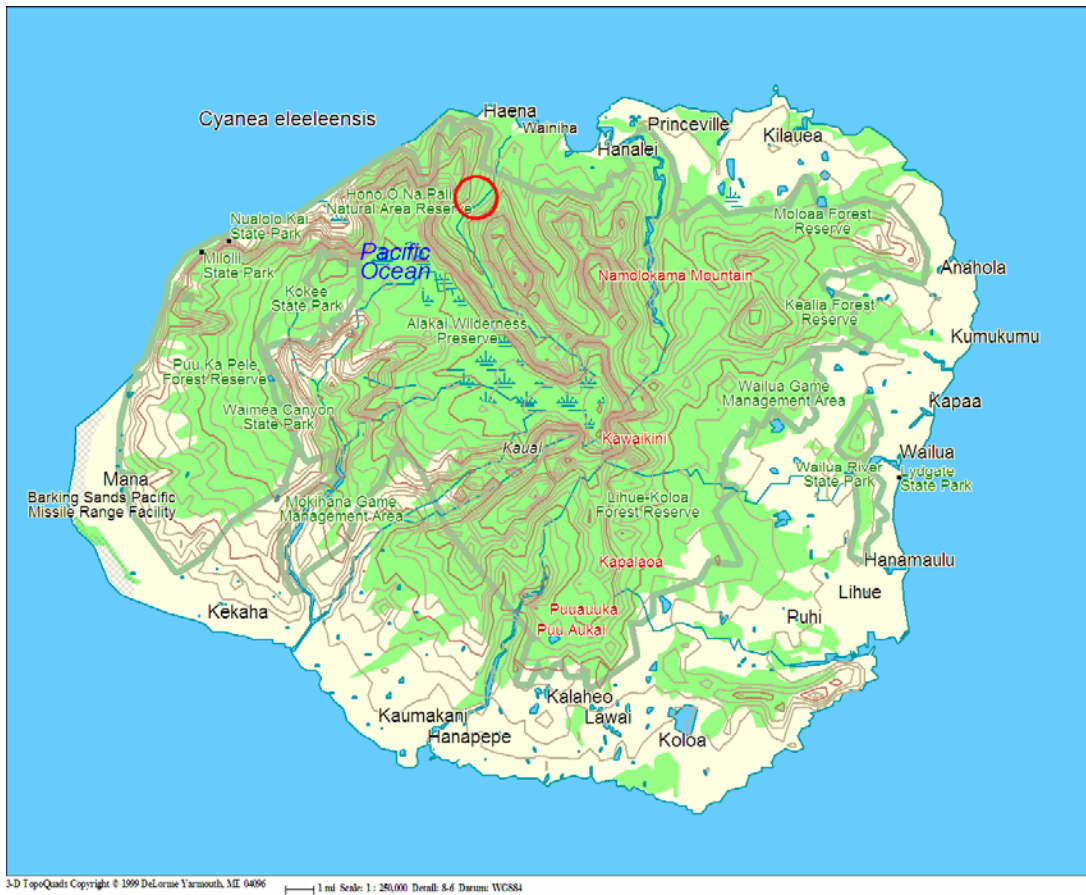 Cyanea eleeleensis
Haena
Wainiha
Princeville
Hanalei
Kilauea
Hono O Na Pali
Natural Area Reserve
Nualolo Kai
State Park
Milolii
State Park
Pacific
Ocean
Moloaa Forest
Reserve
Anahola
Kokee
State Park
Namolokama Mountain
Kealia Forest
Reserve
Alakai Wilderness
Preserve
Kumukumu
Puu Ka Pele
Forest Reserve
Waimea Canyon
State Park
Wailua Game
Management Area
Kapaa
Kauai
Kawaikini
Wailua
Wailua River
State Park
Lydgate
State Park
Mana
Barking Sands Pacific
Missile Range Facility
Mokihana Game
Management Area
Lihue-Koloa
Forest Reserve
Kapalaoa
Hanamaulu
Lihue
Kekaha
Puuauuka
Puu Aukai
Puhi
Kalaheo
Kaumakani
Lawai
Hanapepe
Koloa
3-D TopoQuads Copyright © 1999 DeLorme Yarmouth, ME 04096
1 mi Scale: 1 : 250,000 Detail: 8-6 Datum: WGS84